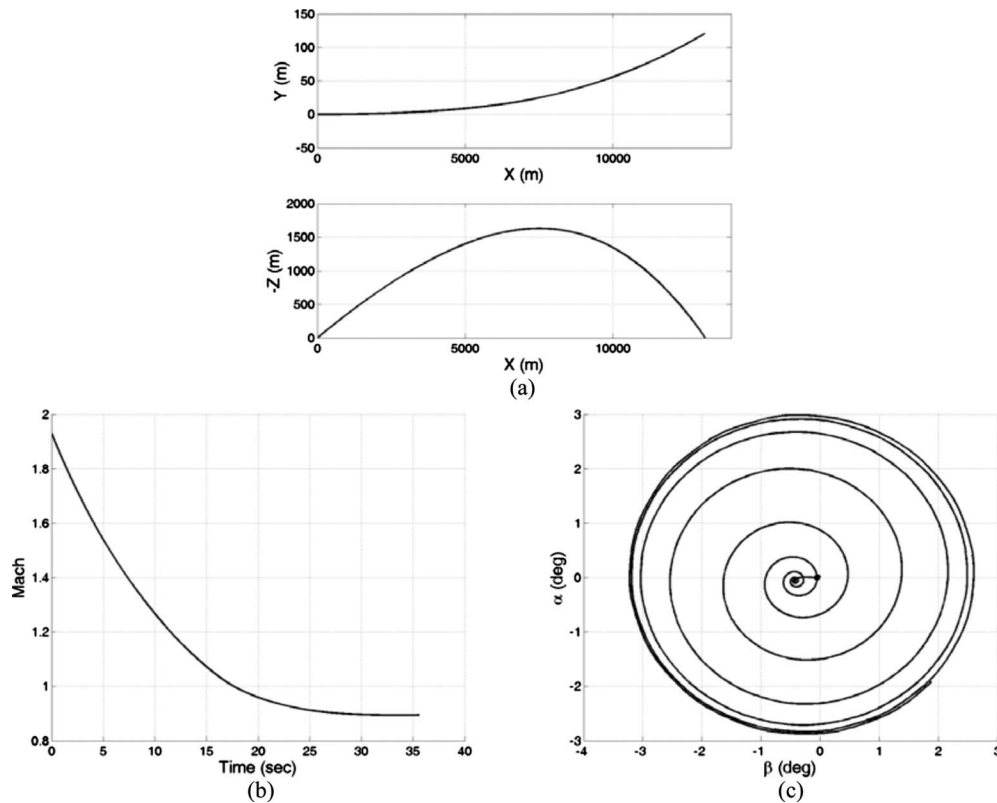 150
100
50
0
-50
Y (m)
0 5000 10000
X (m)
2000
1500
1000
500
0
-Z (m)
0 5000 10000
X (m)
(a)
2
1.8
1.6
1.4
1.2
1
0.8
Mach
0 5 10 15 20 25 30 35 40
Time (sec)
(b)
3
2
1
0
-1
-2
-3
α (deg)
-4 -3 -2 -1 0 1 2 3
β (deg)
(c)